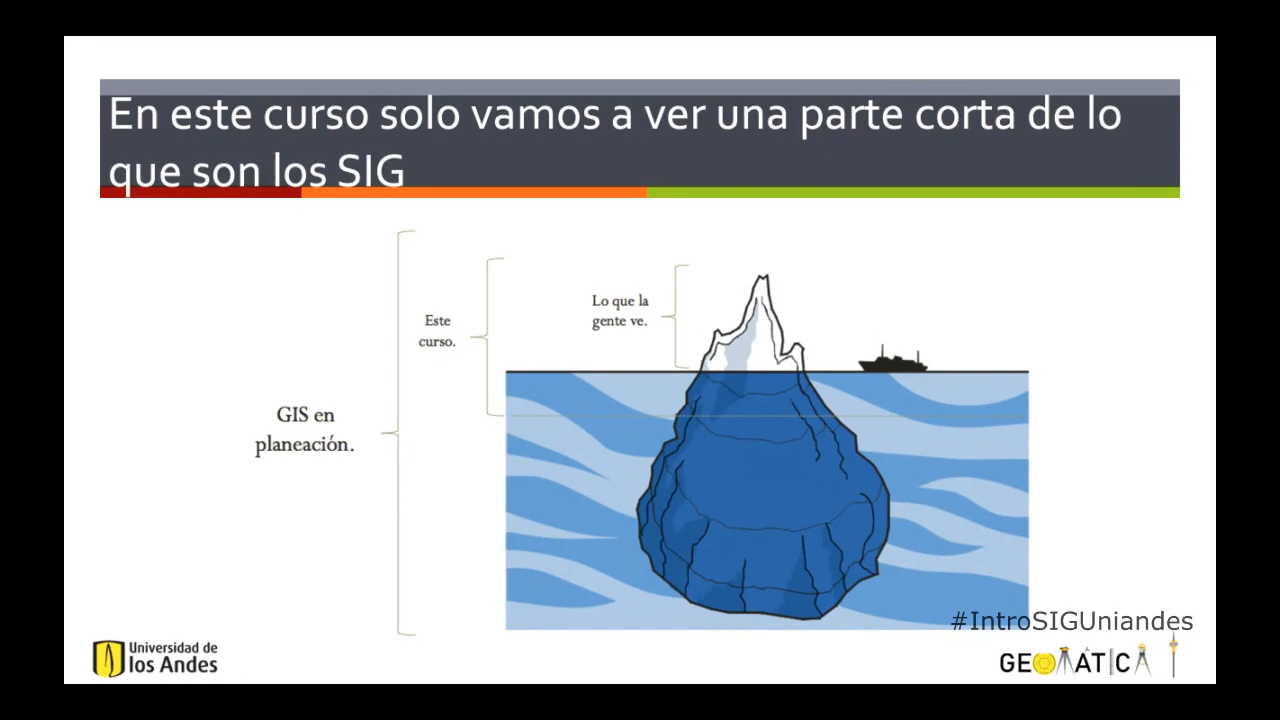 En este curso solo vamos a ver una parte corta de lo
que son los SIG
Lo que la
gente ve.
Este
curso.
GIS en
planeación.
#IntroSIGUniandes
Universidad de
los Andes
GEOMATICA